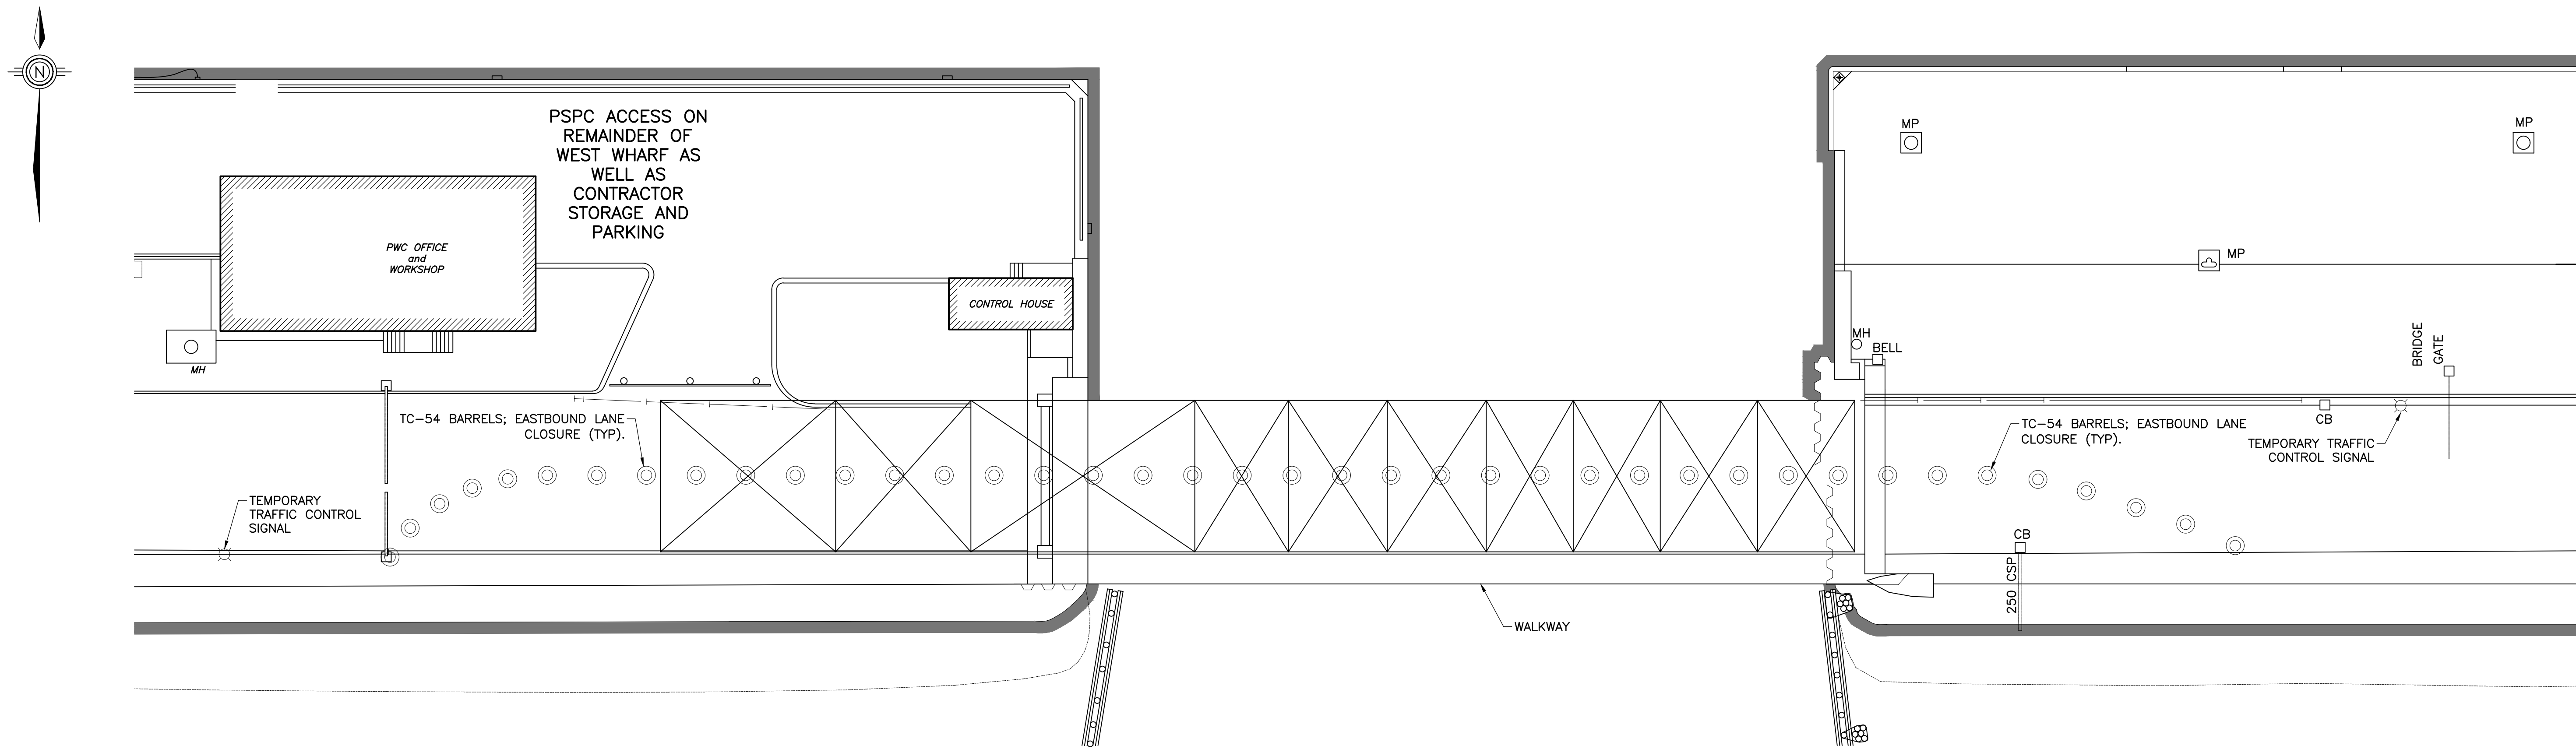 N
PSPC ACCESS ON
REMAINDER OF
WEST WHARF AS
WELL AS
CONTRACTOR
STORAGE AND
PARKING
PWC OFFICE
and
WORKSHOP
CONTROL HOUSE
MH
TC-54 BARRELS; EASTBOUND LANE
CLOSURE (TYP).
TEMPORARY
TRAFFIC CONTROL
SIGNAL
WALKWAY
MP
MP
MP
MH
BELL
BRIDGE
GATE
CB
TC-54 BARRELS; EASTBOUND LANE
CLOSURE (TYP).
TEMPORARY TRAFFIC
CONTROL SIGNAL
CB
250 CSP